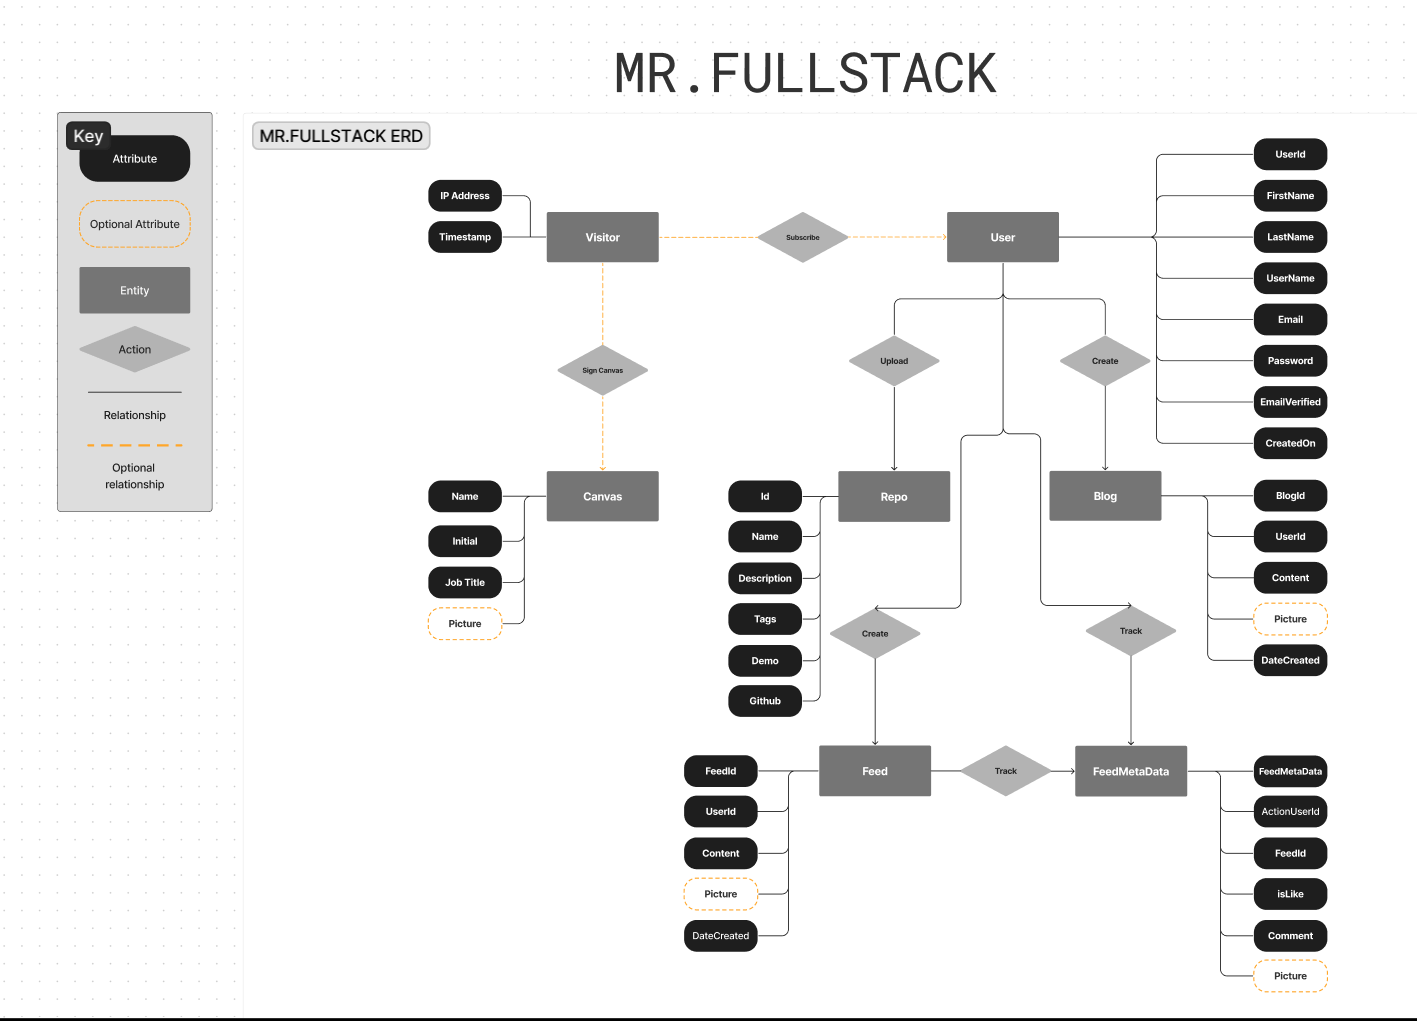 MR.FULLSTACK
Key
Attribute
Optional Attribute
Entity
Action
Relationship
Optional
relationship
MR.FULLSTACK ERD
IP Address
Timestamp
Visitor
Subscribe
User
UserId
FirstName
LastName
UserName
Email
Password
EmailVerified
CreatedOn
Sign Canvas
Upload
Create
Canvas
Name
Initial
Job Title
Picture
Repo
Id
Name
Description
Tags
Demo
Github
Blog
BlogId
UserId
Content
Picture
DateCreated
Create
Track
Feed
Track
FeedMetaData
FeedId
UserId
Content
Picture
DateCreated
FeedMetaData
ActionUserId
FeedId
isLike
Comment
Picture